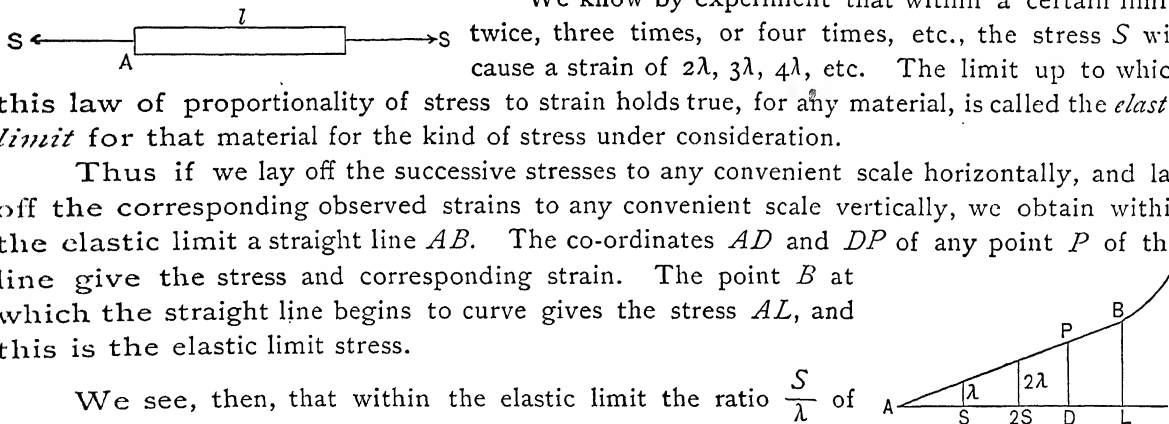 l
S S
A
We know by experiment that within a certain
twice, three times, or four times, etc., the stress S wi
cause a strain of 2λ, 3λ, 4λ, etc. The limit up to whic
this law of proportionality of stress to strain holds true, for any material, is called the elast
limit for that material for the kind of stress under consideration.
Thus if we lay off the successive stresses to any convenient scale horizontally, and la
off the corresponding observed strains to any convenient scale vertically, we obtain withi
the elastic limit a straight line AB. The co-ordinates AD and DP of any point P of th
line give the stress and corresponding strain. The point B at
which the straight line begins to curve gives the stress AL, and
this is the elastic limit stress.
We see, then, that within the elastic limit the ratio S/λ of
B
P
λ 2λ
A S 2S D L